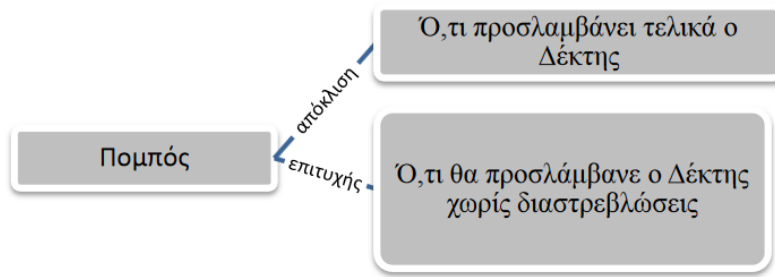 Πομπός
απόκλιση
επιτυχής
Ό,τι προσλαμβάνει τελικά ο
Δέκτης
Ό,τι θα προσλάμβανε ο Δέκτης
χωρίς διαστρεβλώσεις